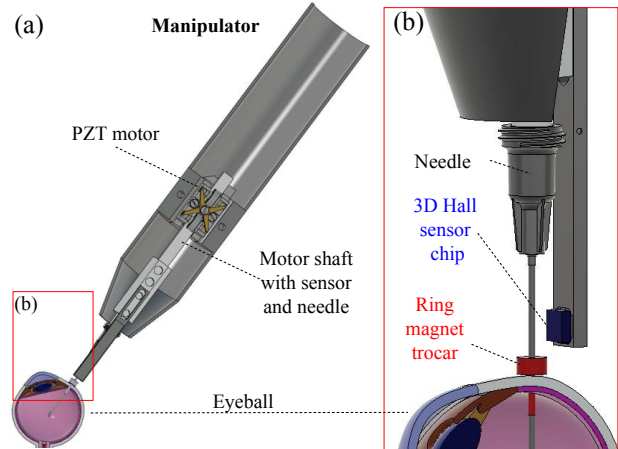 (a)
Manipulator
PZT motor
Motor shaft
with sensor
and needle
(b)
Eyeball
(b)
Needle
3D Hall
sensor
chip
Ring
magnet
trocar